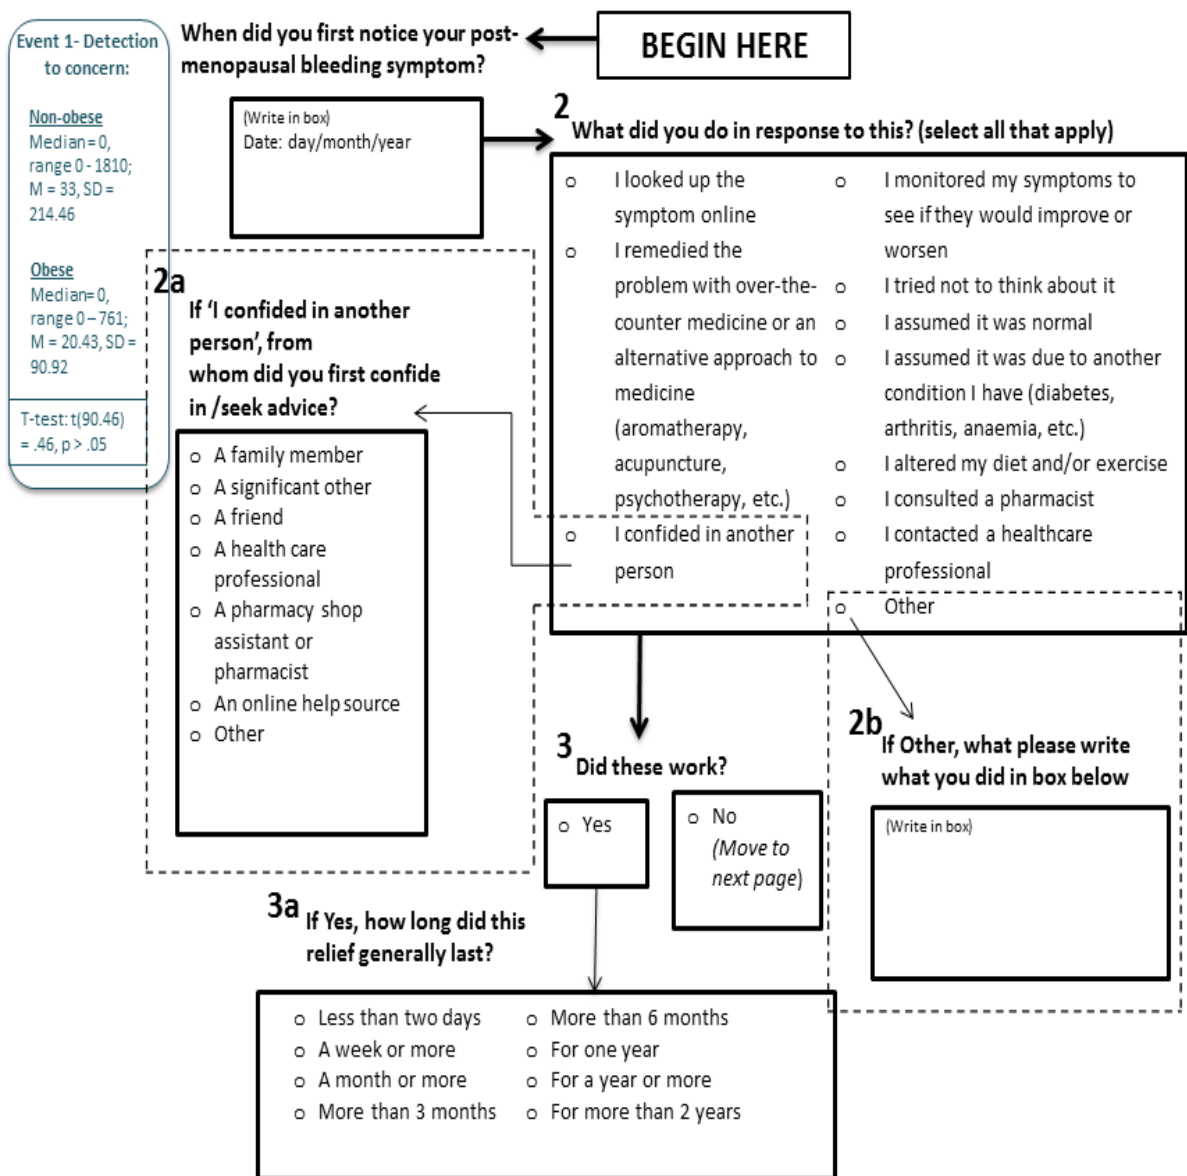 Event 1- Detection
to concern:
Non-obese
Median= 0,
range 0 - 1810;
M = 33, SD =
214.46
Obese
Median= 0,
range 0 – 761;
M = 20.43, SD =
90.92
T-test: t(90.46)
= .46, p > .05
BEGIN HERE
When did you first notice your post-
menopausal bleeding symptom?
(Write in box)
Date: day/month/year
2
What did you do in response to this? (select all that apply)
o I looked up the
symptom online
o I remedied the
problem with over-the-
counter medicine or an
alternative approach to
medicine
(aromatherapy,
acupuncture,
psychotherapy, etc.)
o I confided in another
person
o I monitored my symptoms to
see if they would improve or
worsen
o I tried not to think about it
o I assumed it was normal
o I assumed it was due to another
condition I have (diabetes,
arthritis, anaemia, etc.)
o I altered my diet and/or exercise
o I consulted a pharmacist
o I contacted a healthcare
professional
o Other
2a
If ‘I confided in another
person’, from
whom did you first confide
in /seek advice?
o A family member
o A significant other
o A friend
o A health care
professional
o A pharmacy shop
assistant or
pharmacist
o An online help source
o Other
2b
If Other, what please write
what you did in box below
(Write in box)
3
Did these work?
o Yes
o No
(Move to
next page)
3a
If Yes, how long did this
relief generally last?
o Less than two days
o A week or more
o A month or more
o More than 3 months
o More than 6 months
o For one year
o For a year or more
o For more than 2 years